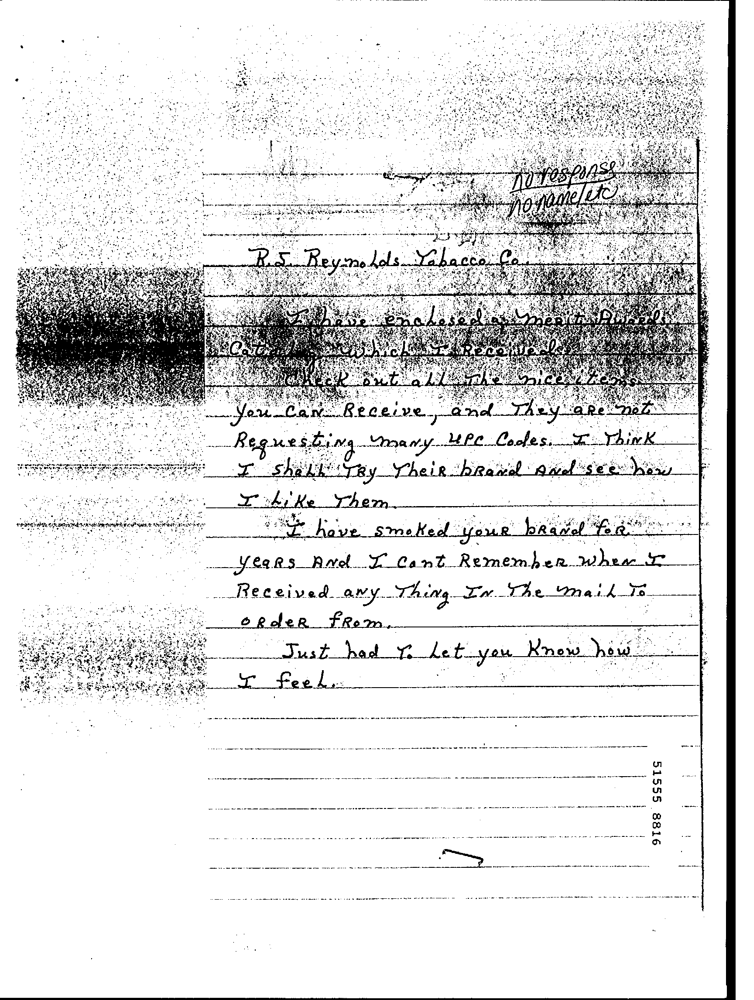 no response
no name/etc
R.J. Reynolds Tobacco Co.
I have enclosed a Merit Awards
Catalog which I Received.
Check out all The nice items
you can Receive, and They are not
Requesting many UPC Codes. I Think
I shall Try Their brand And see how
I Like Them.
I have smoked your brand for
years And I cant Remember when I
Received any Thing In The mail To
order from.
Just had To Let you Know how
I feel.
51555 8816